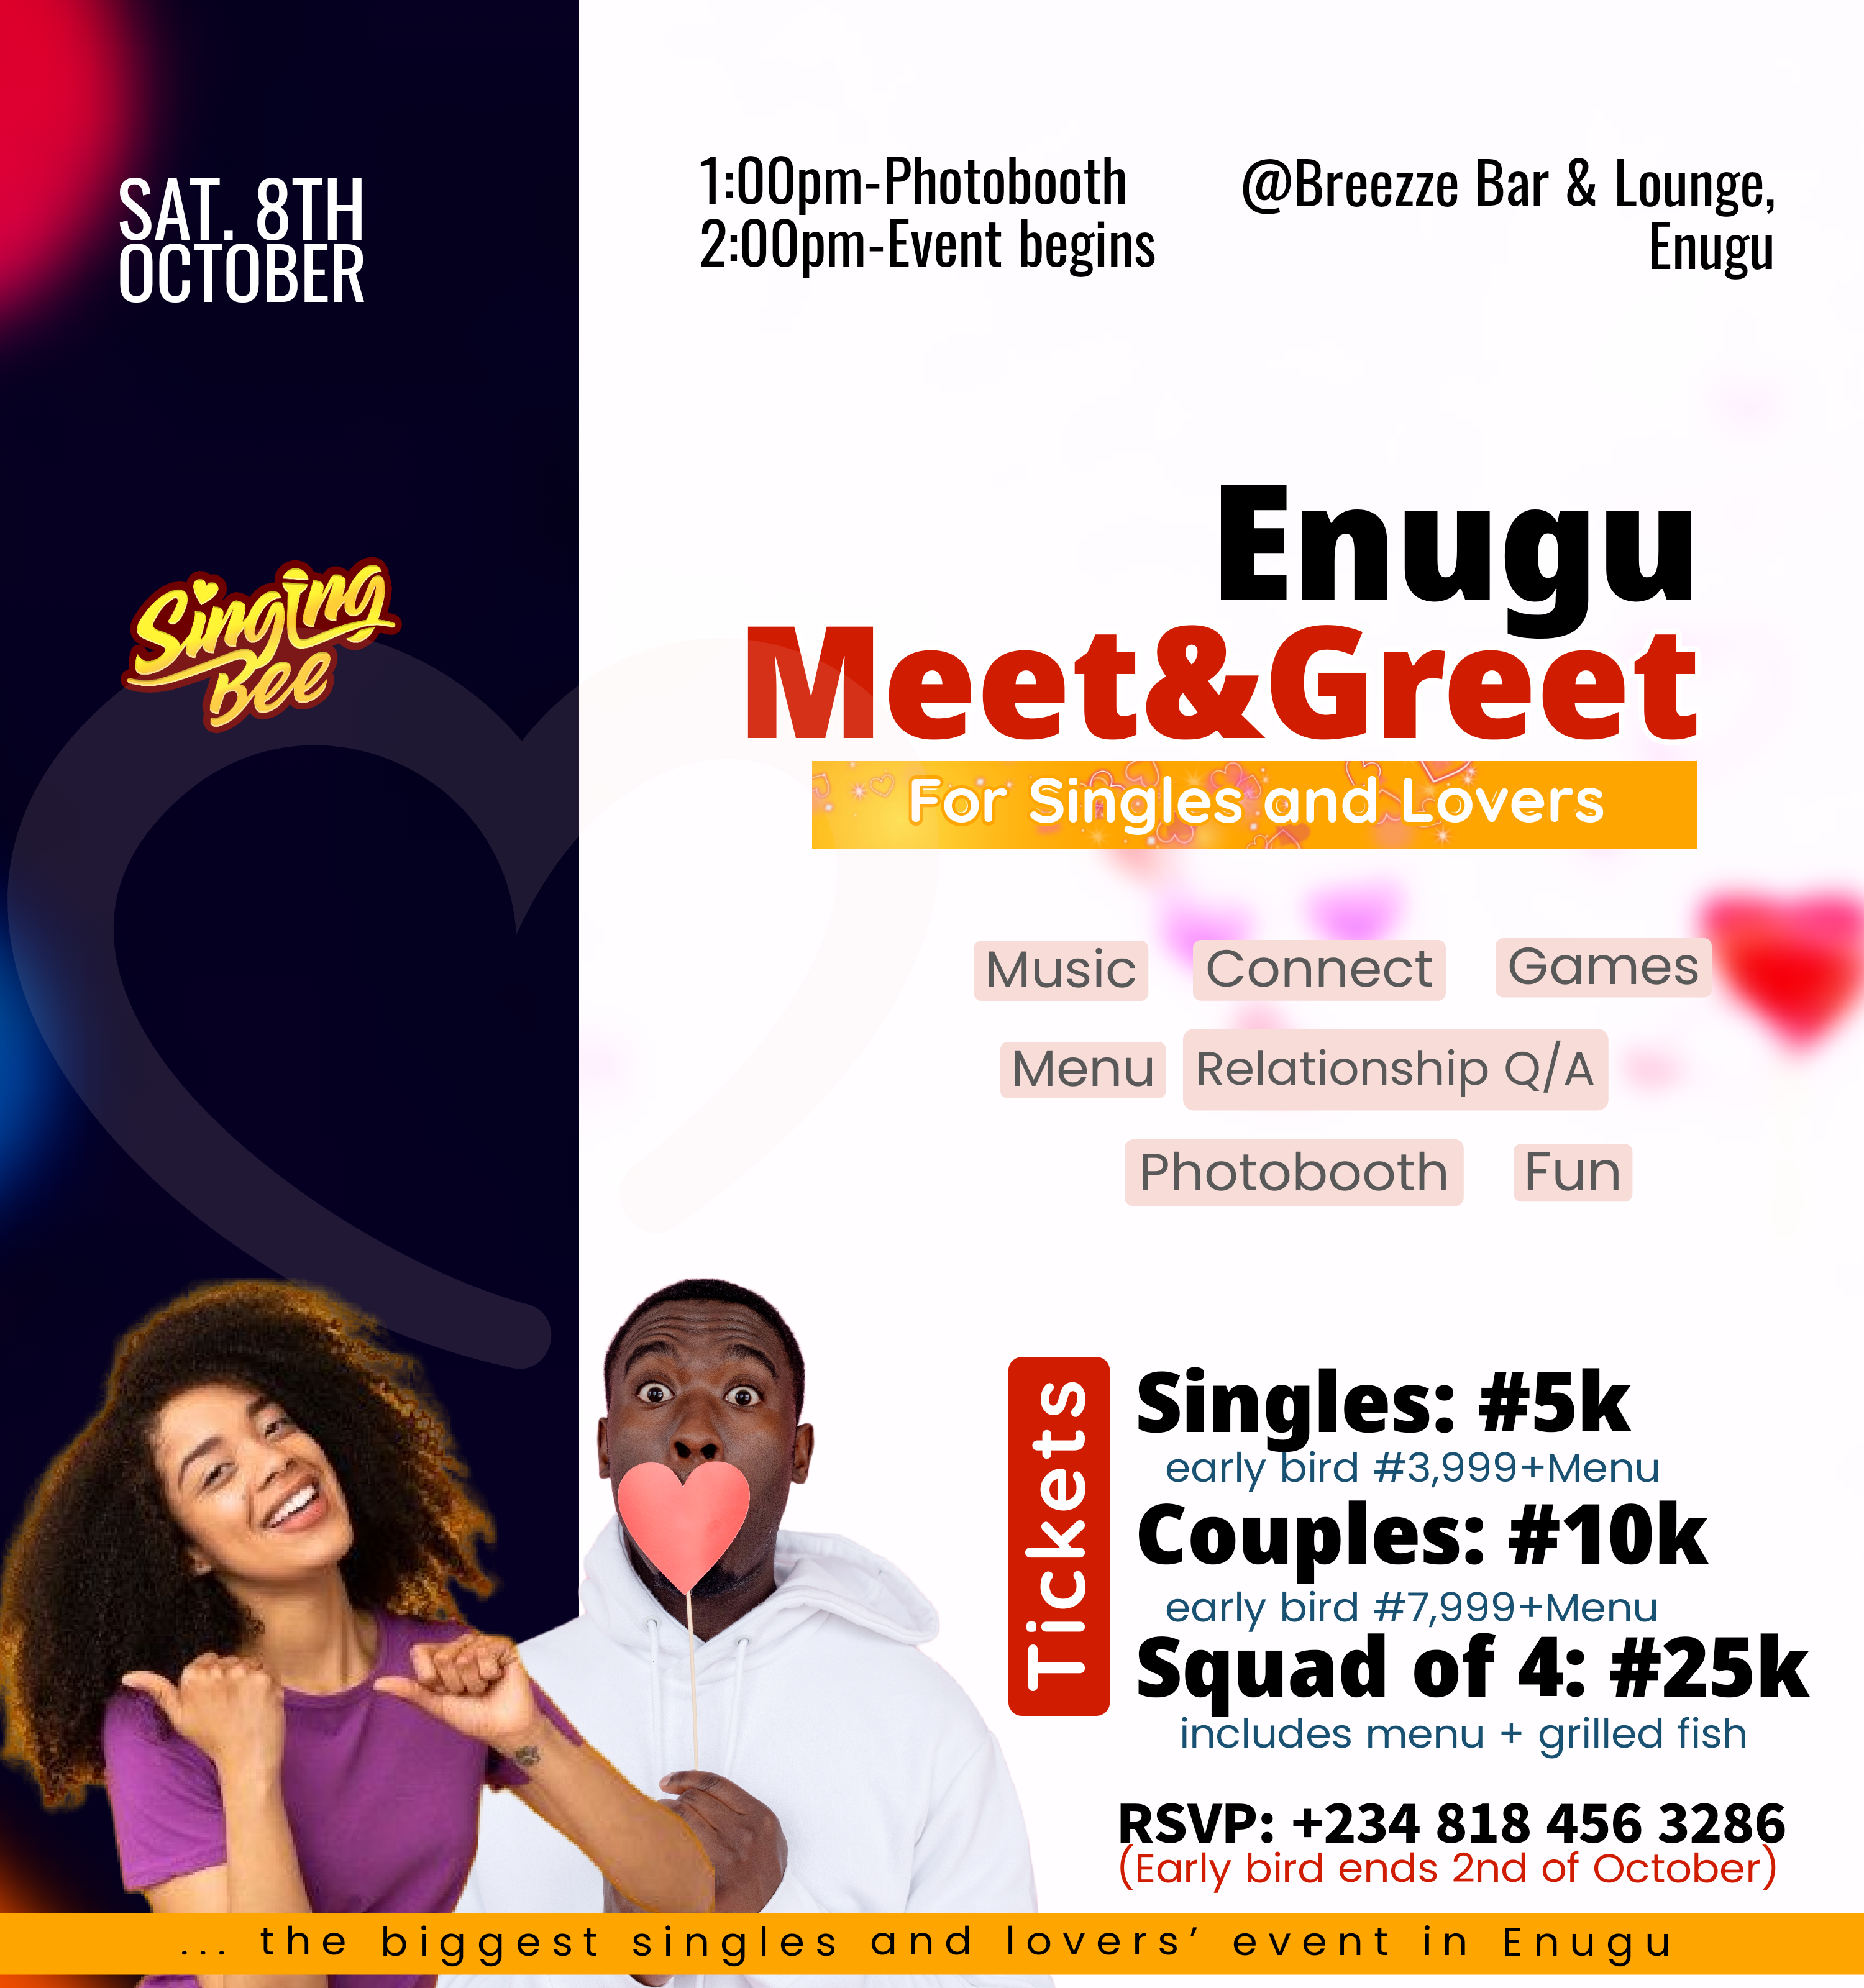 SAT. 8TH
OCTOBER
1:00pm-Photobooth
2:00pm-Event begins
@Breezze Bar & Lounge,
Enugu
Singing
Bee
Enugu
Meet&Greet
For Singles and Lovers
Music Connect Games
Menu Relationship Q/A
Photobooth Fun
Tickets
Singles: #5k
early bird #3,999+Menu
Couples: #10k
early bird #7,999+Menu
Squad of 4: #25k
includes menu + grilled fish
RSVP: +234 818 456 3286
(Early bird ends 2nd of October)
... the biggest singles and lovers’ event in Enugu